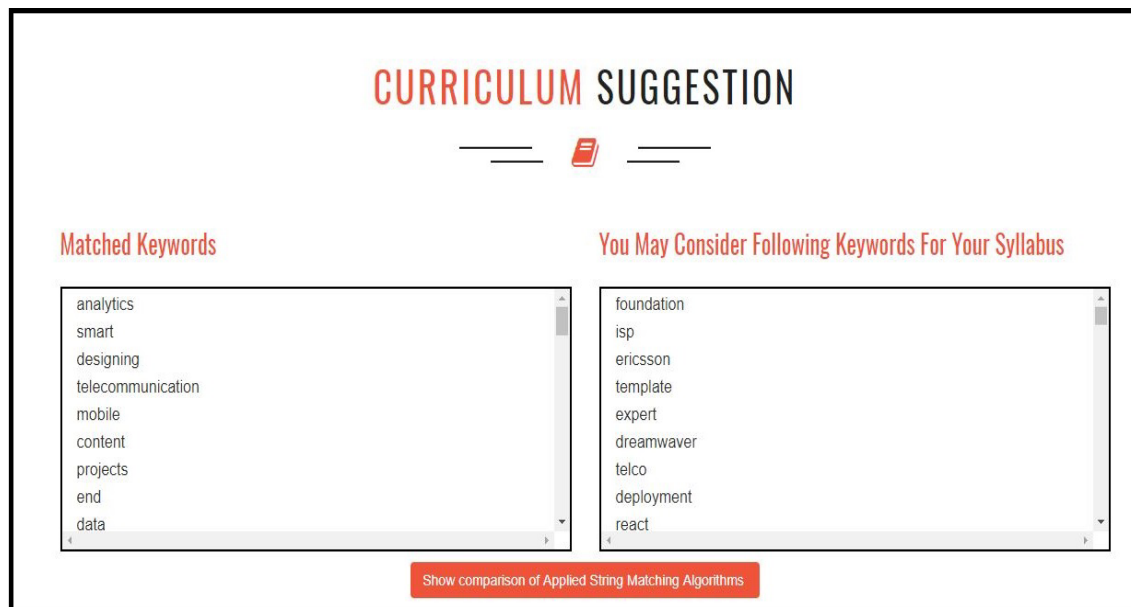 CURRICULUM SUGGESTION
Matched Keywords
analytics
smart
designing
telecommunication
mobile
content
projects
end
data
You May Consider Following Keywords For Your Syllabus
foundation
isp
ericsson
template
expert
dreamwaver
telco
deployment
react
Show comparison of Applied String Matching Algorithms